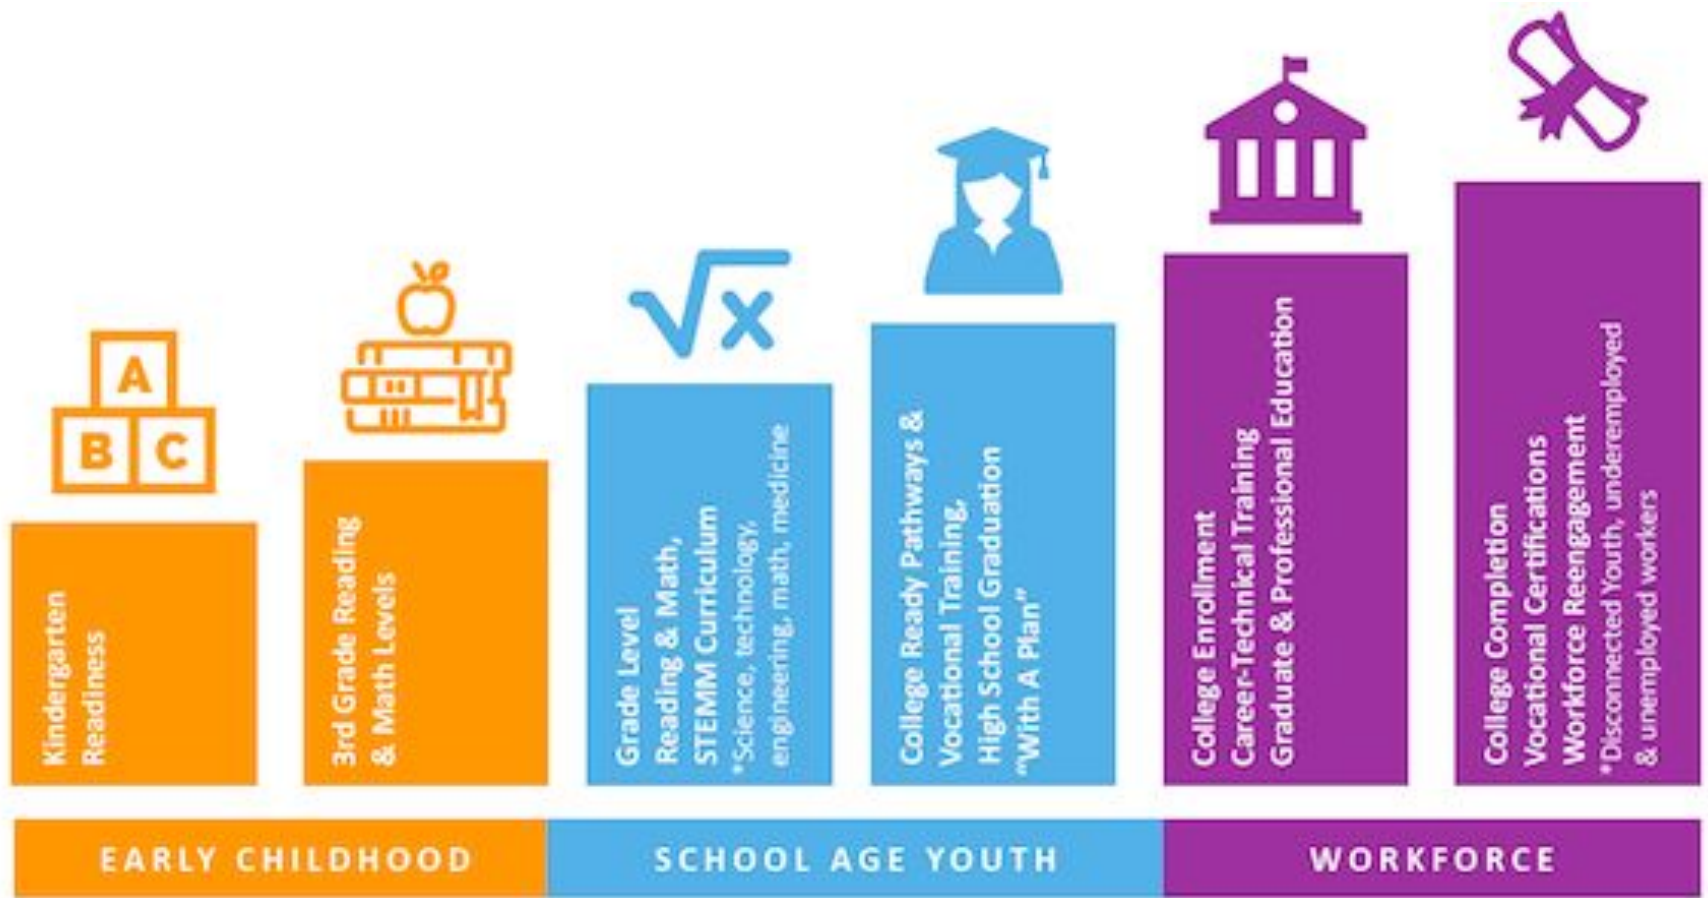 A
B C
Kindergarten
Readiness
3rd Grade Reading
& Math Levels
√x
Grade Level
Reading & Math,
STEMM Curriculum
*Science, technology,
engineering, math, medicine
College Ready Pathways &
Vocational Training,
High School Graduation
“With A Plan”
College Enrollment
Career-Technical Training
Graduate & Professional Education
College Completion
Vocational Certifications
Workforce Reengagement
*Disconnected Youth, underemployed
& unemployed workers
EARLY CHILDHOOD
SCHOOL AGE YOUTH
WORKFORCE